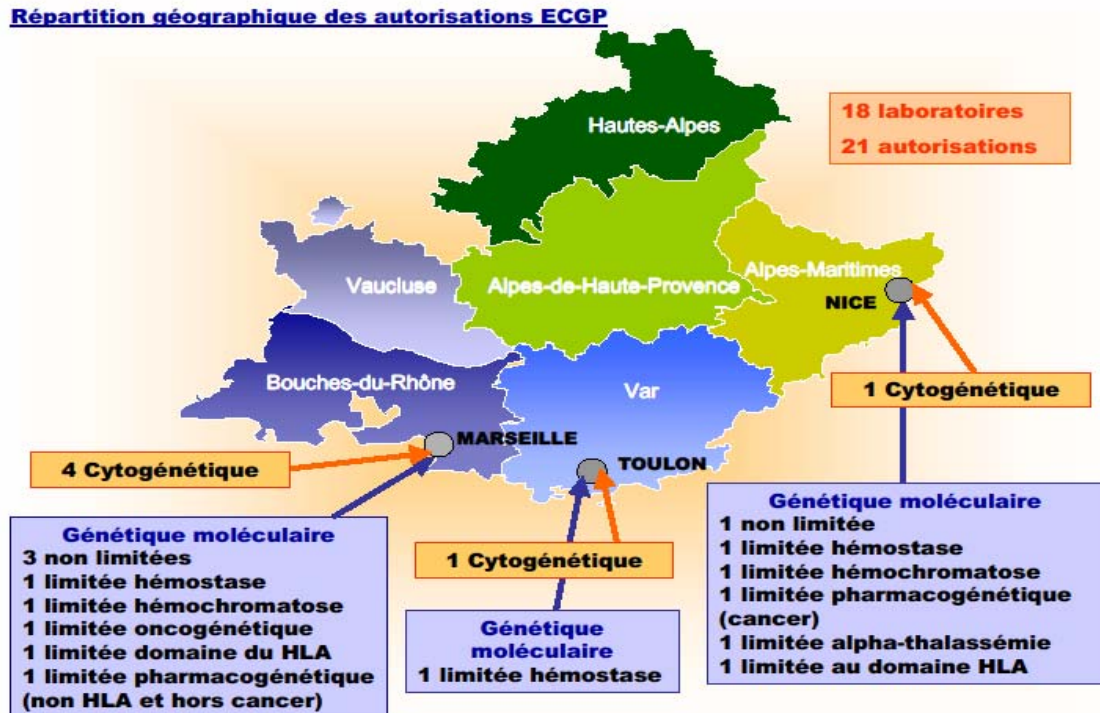 Répartition géographique des autorisations ECGP
18 laboratoires
21 autorisations
Hautes-Alpes
Vaucluse
Alpes-de-Haute-Provence
Alpes-Maritimes
NICE
Bouches-du-Rhône
Var
1 Cytogénétique
MARSEILLE
4 Cytogénétique
TOULON
1 Cytogénétique
Génétique moléculaire
3 non limitées
1 limitée hémostase
1 limitée hémochromatose
1 limitée oncogénétique
1 limitée domaine du HLA
1 limitée pharmacogénétique
(non HLA et hors cancer)
Génétique
moléculaire
1 limitée hémostase
Génétique moléculaire
1 non limitée
1 limitée hémostase
1 limitée hémochromatose
1 limitée pharmacogénétique
(cancer)
1 limitée alpha-thalassémie
1 limitée au domaine HLA